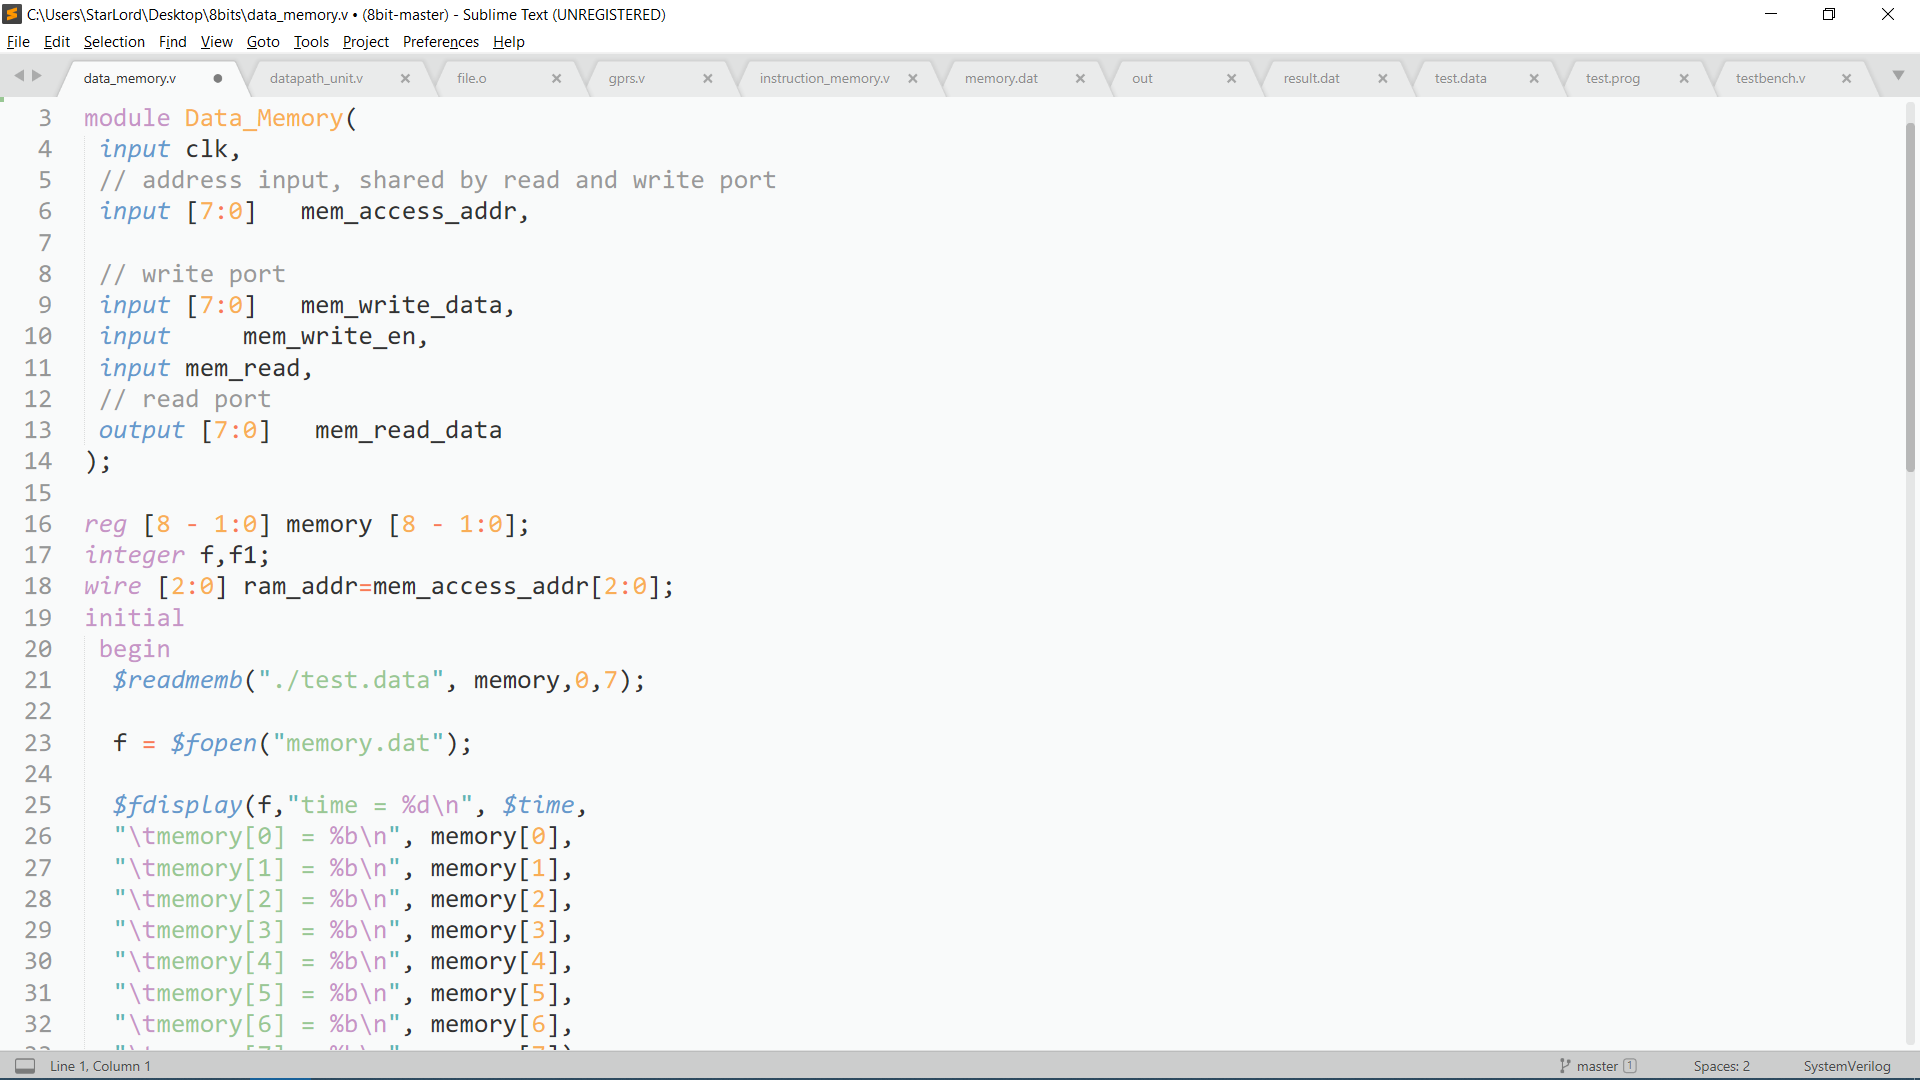 C:\Users\StarLord\Desktop\8bits\data_memory.v • (8bit-master) - Sublime Text (UNREGISTERED)
File Edit Selection Find View Goto Tools Project Preferences Help
data_memory.v datapath_unit.v file.o gprs.v instruction_memory.v memory.dat out result.dat test.data test.prog testbench.v
3 module Data_Memory(
4 input clk,
5 // address input, shared by read and write port
6 input [7:0]   mem_access_addr,
7
8 // write port
9 input [7:0]   mem_write_data,
10 input     mem_write_en,
11 input mem_read,
12 // read port
13 output [7:0]   mem_read_data
14 );
15
16 reg [8 - 1:0] memory [8 - 1:0];
17 integer f,f1;
18 wire [2:0] ram_addr=mem_access_addr[2:0];
19 initial
20 begin
21 $readmemb("./test.data", memory,0,7);
22
23 f = $fopen("memory.dat");
24
25 $fdisplay(f,"time = %d\n", $time,
26 "\tmemory[0] = %b\n", memory[0],
27 "\tmemory[1] = %b\n", memory[1],
28 "\tmemory[2] = %b\n", memory[2],
29 "\tmemory[3] = %b\n", memory[3],
30 "\tmemory[4] = %b\n", memory[4],
31 "\tmemory[5] = %b\n", memory[5],
32 "\tmemory[6] = %b\n", memory[6],
Line 1, Column 1 master 1 Spaces: 2 SystemVerilog